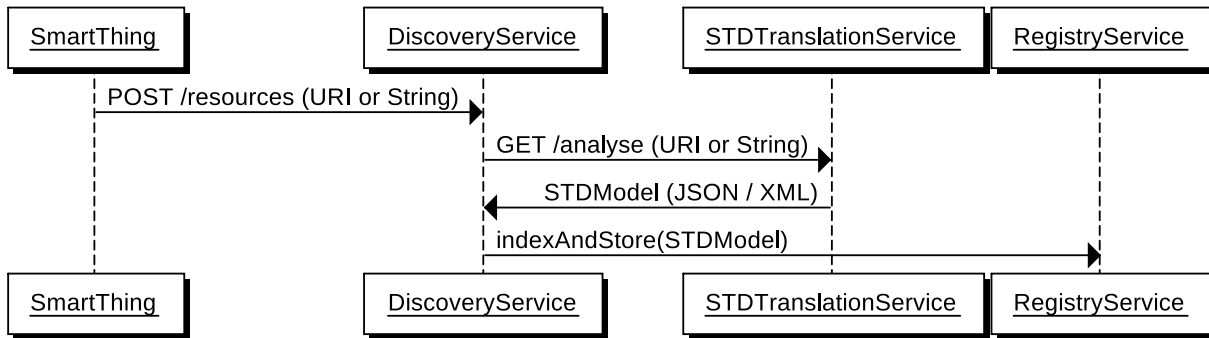 SmartThing
DiscoveryService
STDTranslationService
RegistryService
POST /resources (URI or String)
GET /analyse (URI or String)
STDModel (JSON / XML)
indexAndStore(STDModel)
SmartThing
DiscoveryService
STDTranslationService
RegistryService